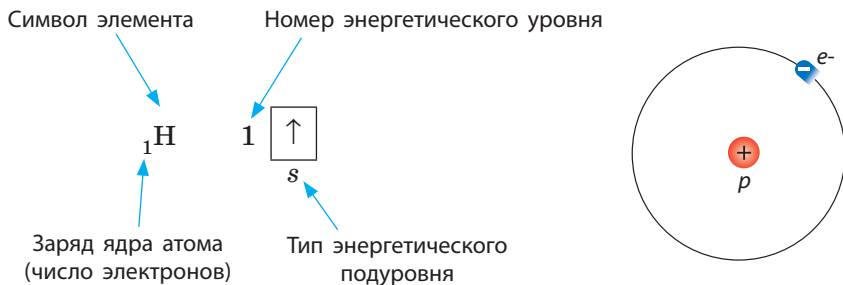 Символ элемента
Номер энергетического уровня
e-
₁H 1 ↑
+
s
p
Заряд ядра атома
(число электронов)
Тип энергетического
подуровня